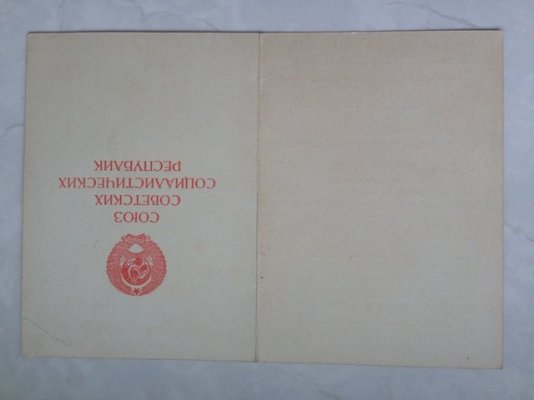 СОЮЗ
СОВЕТСКИХ
СОЦИАЛИСТИЧЕСКИХ
РЕСПУБЛИК